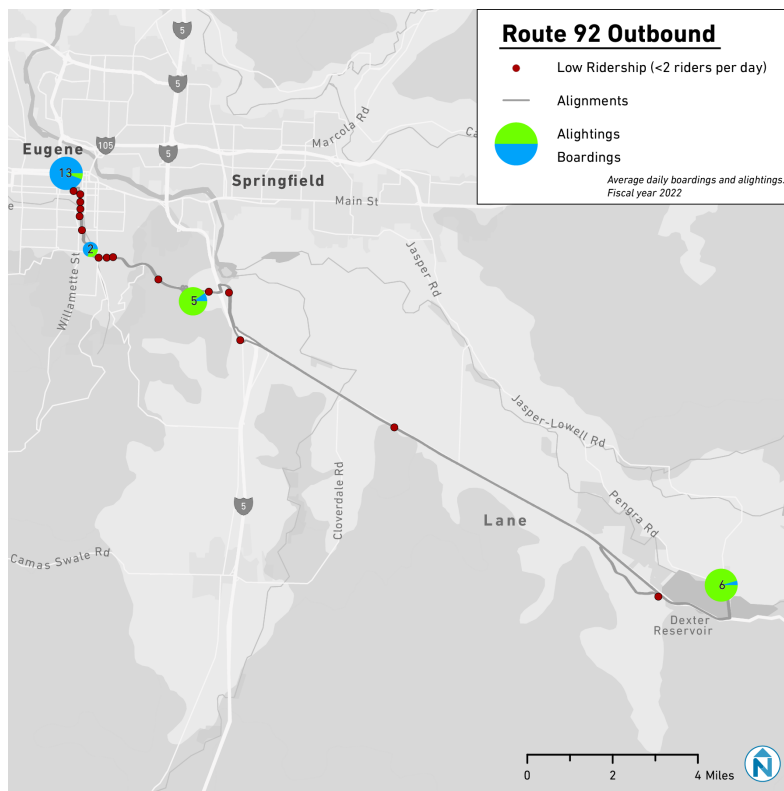 Route 92 Outbound
Low Ridership (<2 riders per day)
Alignments
Alightings
Boardings
Average daily boardings and alightings.
Fiscal year 2022
5
5
Marcola Rd
Ca
105
Eugene
5
13
Springfield
Main St
e
2
Willamette St
Jasper Rd
5
Jasper-Lowell Rd
Cloverdale Rd
Pengra Rd
5
Lane
Camas Swale Rd
6
Dexter
Reservoir
0 2 4 Miles
N